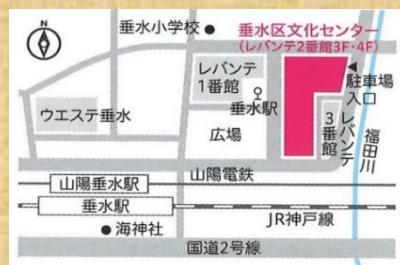 N
垂水小学校
垂水区文化センター
(レバンテ2番館3F・4F)
レバンテ
1番館
垂水駅
駐車場
入口
ウエステ垂水
広場
レバンテ
3番館
福田川
山陽電鉄
山陽垂水駅
垂水駅
JR神戸線
海神社
国道2号線